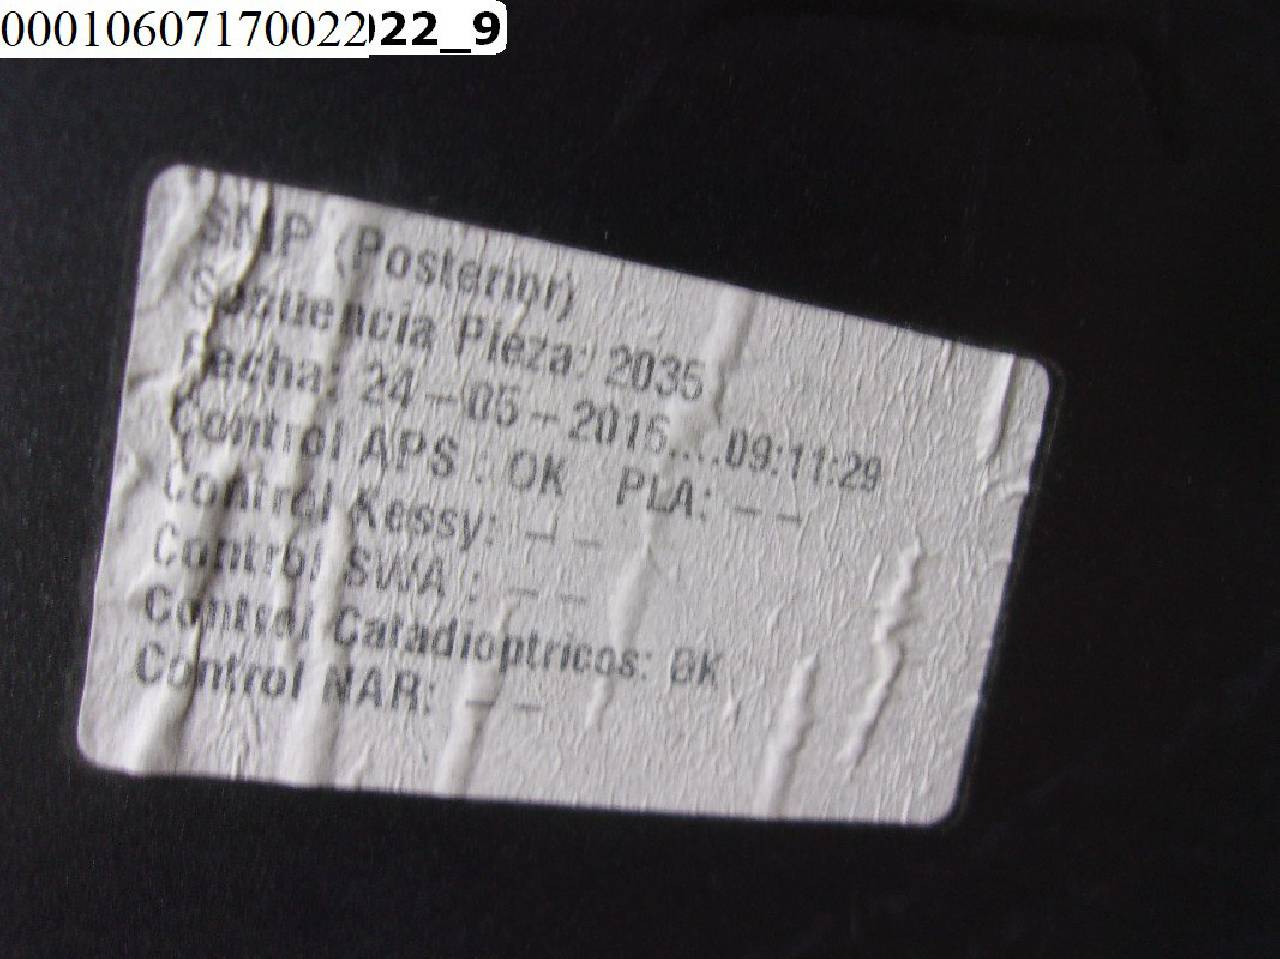 00010607170022022_9
SMP (Posterior)
Secuencia Pieza: 2035
Fecha: 24-05-2016....09:11:29
Control APS : OK PLA: - -
Control Kessy: - -
Control SWA : - -
Control Catadioptricos: OK
Control NAR: - -